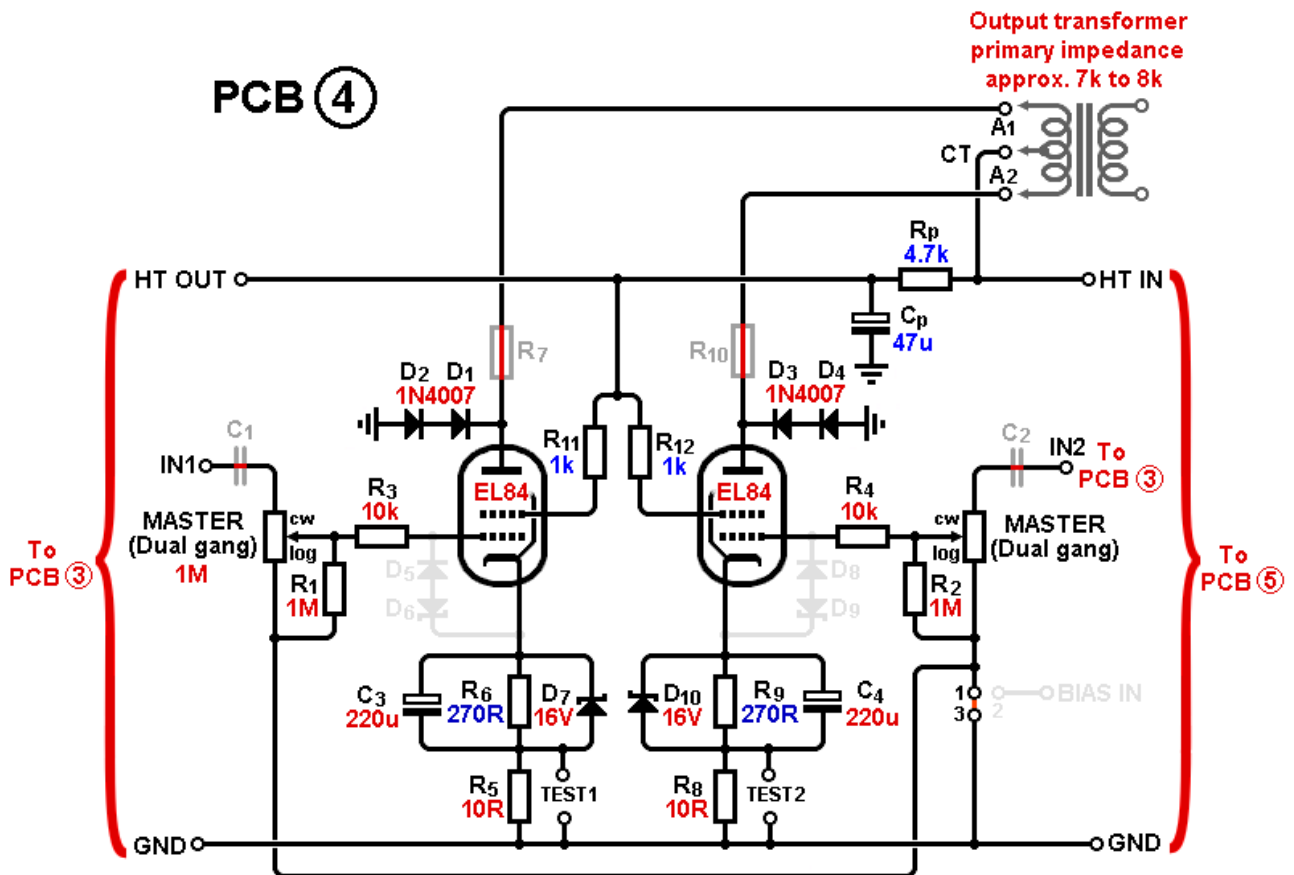 Output transformer
primary impedance
approx. 7k to 8k
PCB 4
A1
CT
A2
Rp
4.7k
HT OUT
HT IN
Cp
47u
R7
R10
D2 D1
1N4007
D3 D4
1N4007
C1
IN1
R11
1k
R12
1k
C2
IN2
To
PCB 3
EL84
EL84
R3
10k
R4
10k
MASTER
(Dual gang)
1M
cw
log
cw
log
MASTER
(Dual gang)
To
PCB 3
R1
1M
D5
D6
D8
D9
R2
1M
To
PCB 5
C3
220u
R6
270R
D7
16V
D10
16V
R9
270R
C4
220u
1
3
2
BIAS IN
R5
10R
TEST1
R8
10R
TEST2
GND
GND